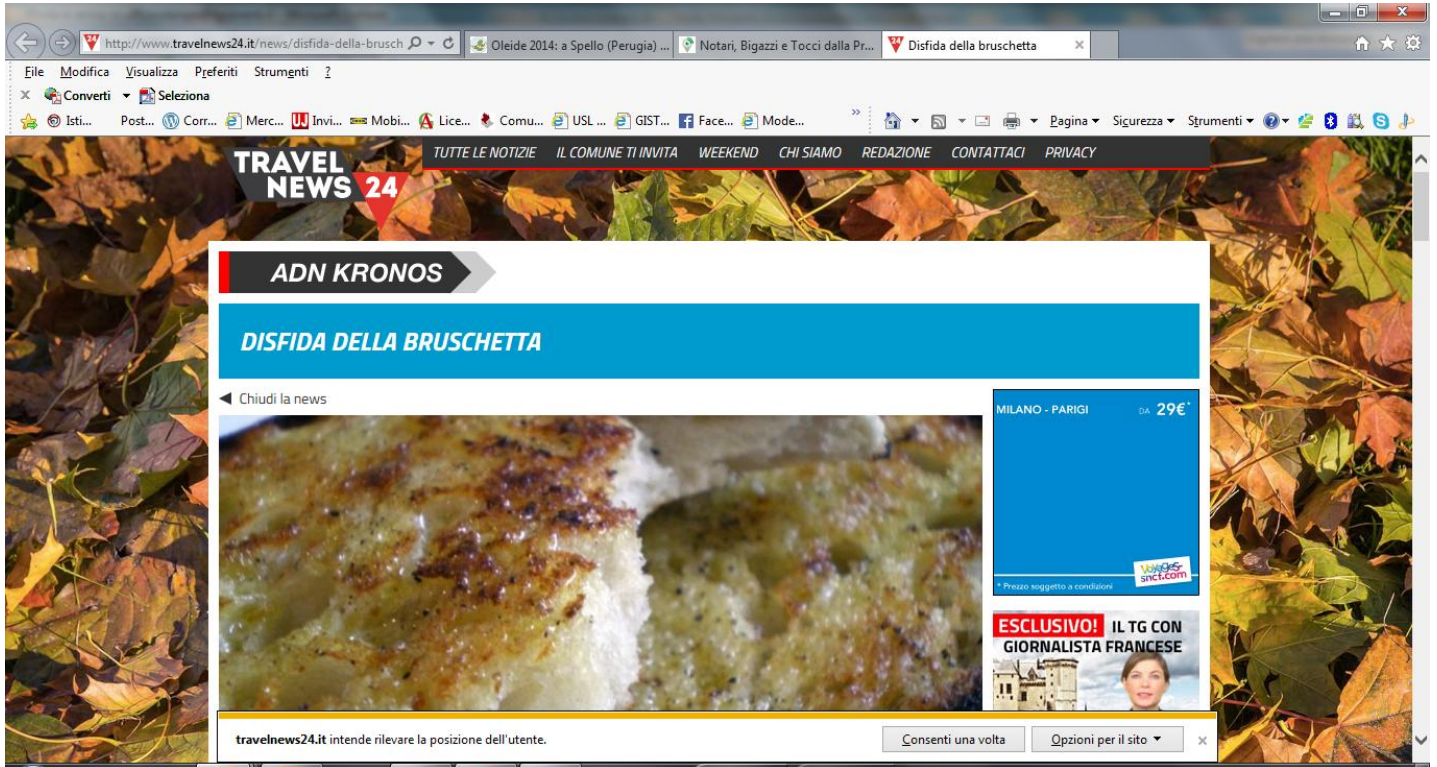 http://www.travelnews24.it/news/disfida-della-brusch
Oleide 2014: a Spello (Perugia) ...
Notari, Bigazzi e Tocci dalla Pr...
Disfida della bruschetta
File Modifica Visualizza Preferiti Strumenti ?
x Converti Seleziona
Isti... Post... Corr... Merc... Invi... Mobi... Lice... Comu... USL ... GIST... Face... Mode... » Pagina Sicurezza Strumenti
TRAVEL
NEWS 24
TUTTE LE NOTIZIE IL COMUNE TI INVITA WEEKEND CHI SIAMO REDAZIONE CONTATTACI PRIVACY
ADN KRONOS
DISFIDA DELLA BRUSCHETTA
Chiudi la news
MILANO - PARIGI DA 29€*
Voyages-
sncf.com
* Prezzo soggetto a condizioni
ESCLUSIVO! IL TG CON
GIORNALISTA FRANCESE
travelnews24.it intende rilevare la posizione dell'utente.
Consenti una volta
Opzioni per il sito